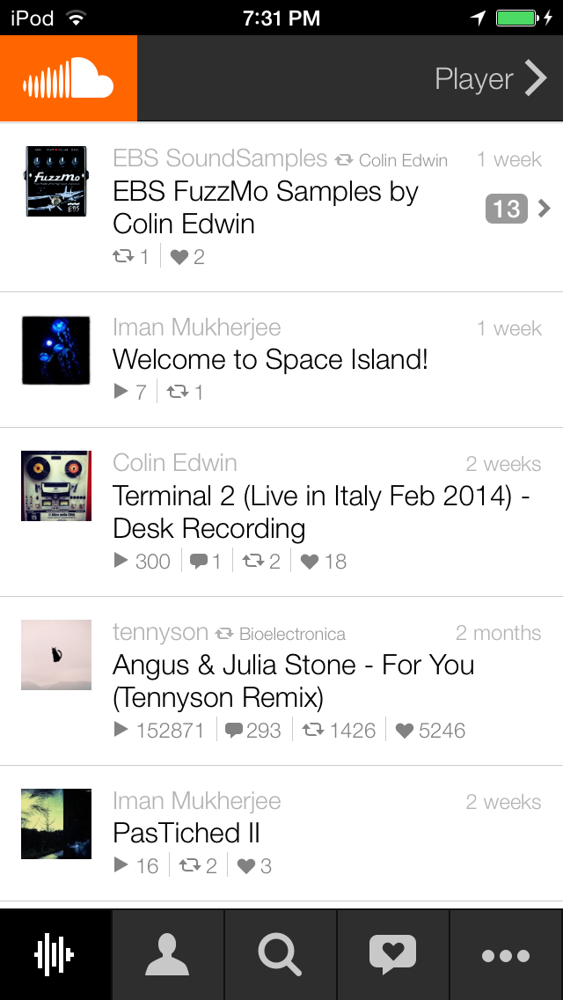 iPod 7:31 PM
Player
EBS SoundSamples Colin Edwin 1 week
FuzzMo
EBS
EBS FuzzMo Samples by
Colin Edwin
13
1 2
Iman Mukherjee 1 week
Welcome to Space Island!
7 1
Colin Edwin 2 weeks
Terminal 2 (Live in Italy Feb 2014) -
Desk Recording
300 1 2 18
tennyson Bioelectronica 2 months
Angus & Julia Stone - For You
(Tennyson Remix)
152871 293 1426 5246
Iman Mukherjee 2 weeks
PasTiched II
16 2 3